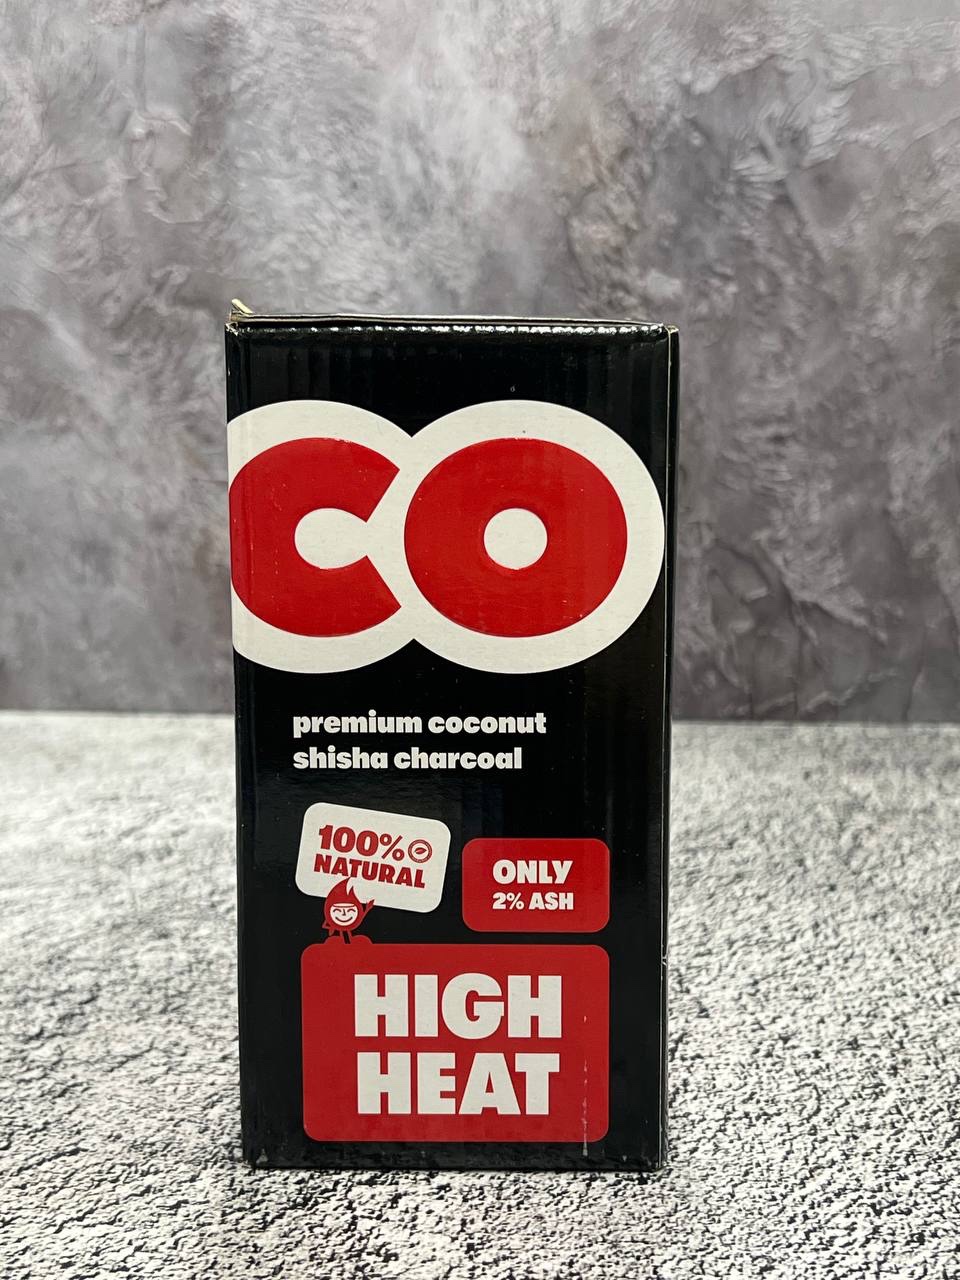 CO
premium coconut
shisha charcoal
100%
NATURAL
ONLY
2% ASH
HIGH
HEAT